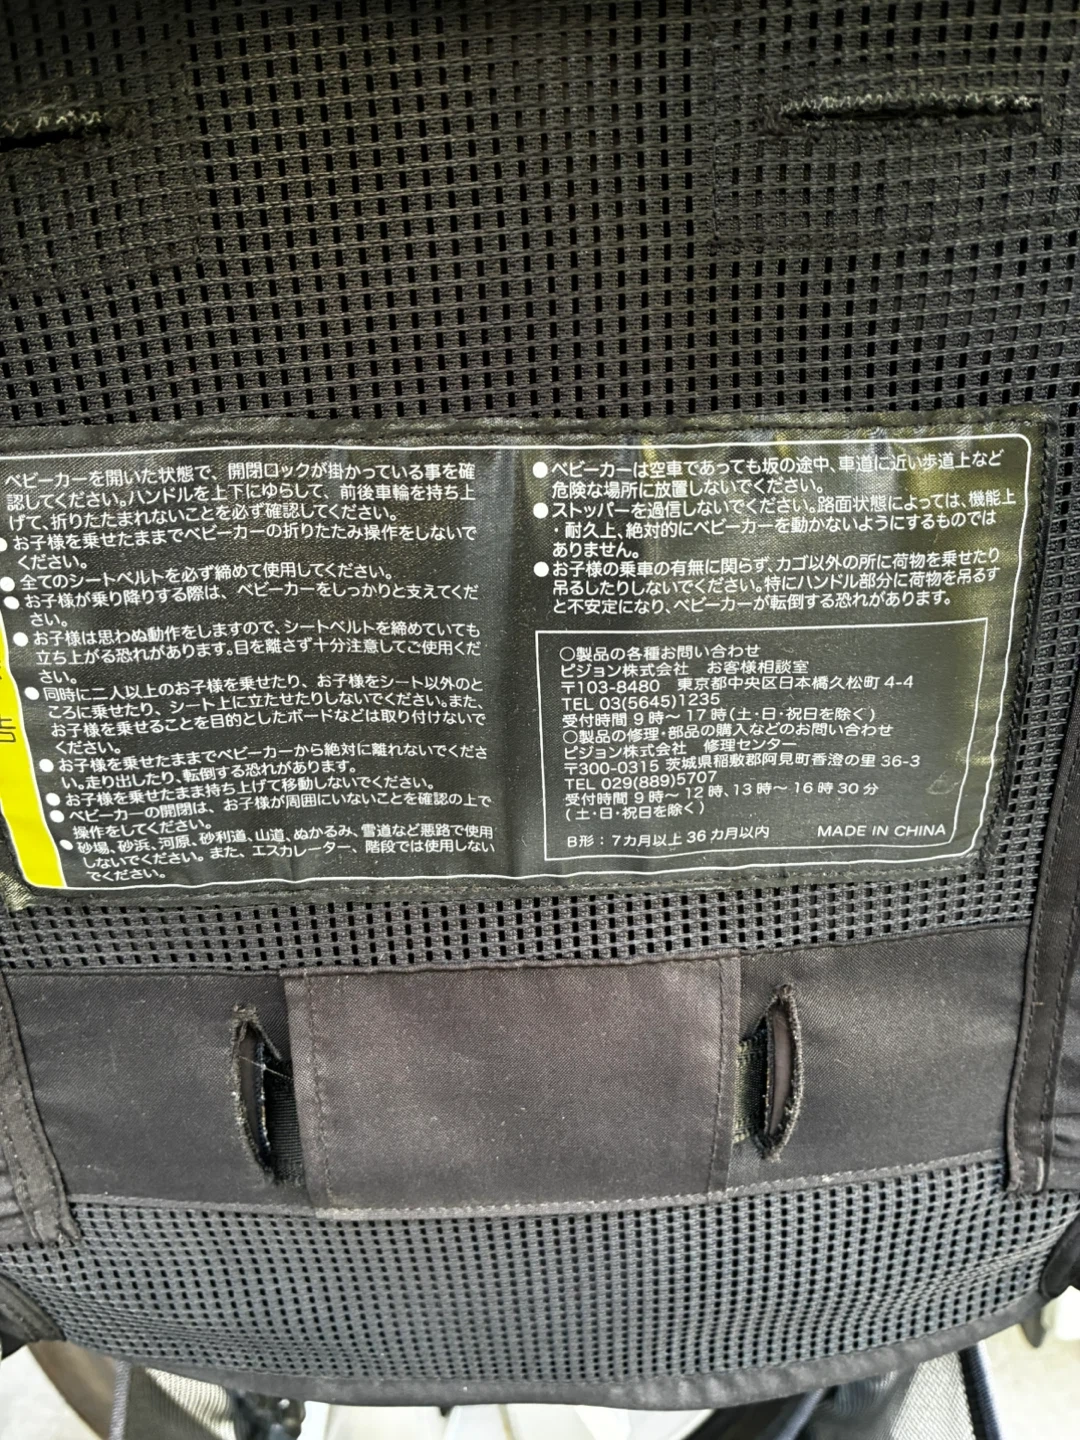 告
ベビーカーを開いた状態で、開閉ロックが掛かっている事を確
認してください。ハンドルを上下にゆらして、前後車輪を持ち上
げて、折りたたまれないことを必ず確認してください。
●お子様を乗せたままでベビーカーの折りたたみ操作をしないで
ください。
●全てのシートベルトを必ず締めて使用してください。
●お子様が乗り降りする際は、ベビーカーをしっかりと支えてくだ
さい。
●お子様は思わぬ動作をしますので、シートベルトを締めていても
立ち上がる恐れがあります。目を離さず十分注意してご使用くだ
さい。
●同時に二人以上のお子様を乗せたり、お子様をシート以外のと
ころに乗せたり、シート上に立たせたりしないでください。また、
お子様を乗せることを目的としたボードなどは取り付けないで
ください。
●お子様を乗せたままでベビーカーから絶対に離れないでくださ
い。走り出したり、転倒する恐れがあります。
●お子様を乗せたまま持ち上げて移動しないでください。
●ベビーカーの開閉は、お子様が周囲にいないことを確認の上で
操作をしてください。
●砂場、砂浜、河原、砂利道、山道、ぬかるみ、雪道など悪路で使用
しないでください。また、エスカレーター、階段では使用しない
でください。
●ベビーカーは空車であっても坂の途中、車道に近い歩道上など
危険な場所に放置しないでください。
●ストッパーを過信しないでください。路面状態によっては、機能上
・耐久上、絶対的にベビーカーを動かないようにするものでは
ありません。
●お子様の乗車の有無に関らず、カゴ以外の所に荷物を乗せたり
吊るしたりしないでください。特にハンドル部分に荷物を吊るす
と不安定になり、ベビーカーが転倒する恐れがあります。
○製品の各種お問い合わせ
ピジョン株式会社 お客様相談室
〒103-8480 東京都中央区日本橋久松町 4-4
TEL 03(5645)1235
受付時間 9 時～ 17 時(土・日・祝日を除く)
○製品の修理・部品の購入などのお問い合わせ
ピジョン株式会社 修理センター
〒300-0315 茨城県稲敷郡阿見町香澄の里 36-3
TEL 029(889)5707
受付時間 9 時～ 12 時、13 時～ 16 時 30 分
(土・日・祝日を除く)
B形：7カ月以上 36 カ月以内 MADE IN CHINA